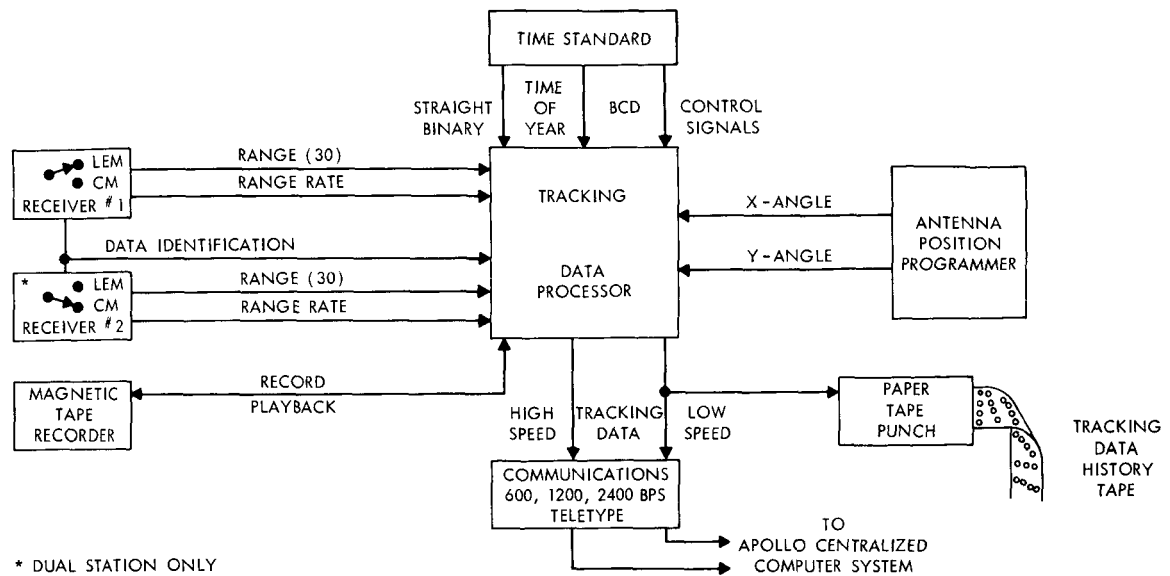 TIME STANDARD
STRAIGHT
BINARY
TIME
OF
YEAR
BCD
CONTROL
SIGNALS
LEM
CM
RECEIVER #1
RANGE (30)
RANGE RATE
DATA IDENTIFICATION
* LEM
CM
RECEIVER #2
RANGE (30)
RANGE RATE
TRACKING
DATA
PROCESSOR
X-ANGLE
Y-ANGLE
ANTENNA
POSITION
PROGRAMMER
MAGNETIC
TAPE
RECORDER
RECORD
PLAYBACK
HIGH
SPEED
TRACKING
DATA
LOW
SPEED
PAPER
TAPE
PUNCH
TRACKING
DATA
HISTORY
TAPE
COMMUNICATIONS
600, 1200, 2400 BPS
TELETYPE
TO
APOLLO CENTRALIZED
COMPUTER SYSTEM
* DUAL STATION ONLY